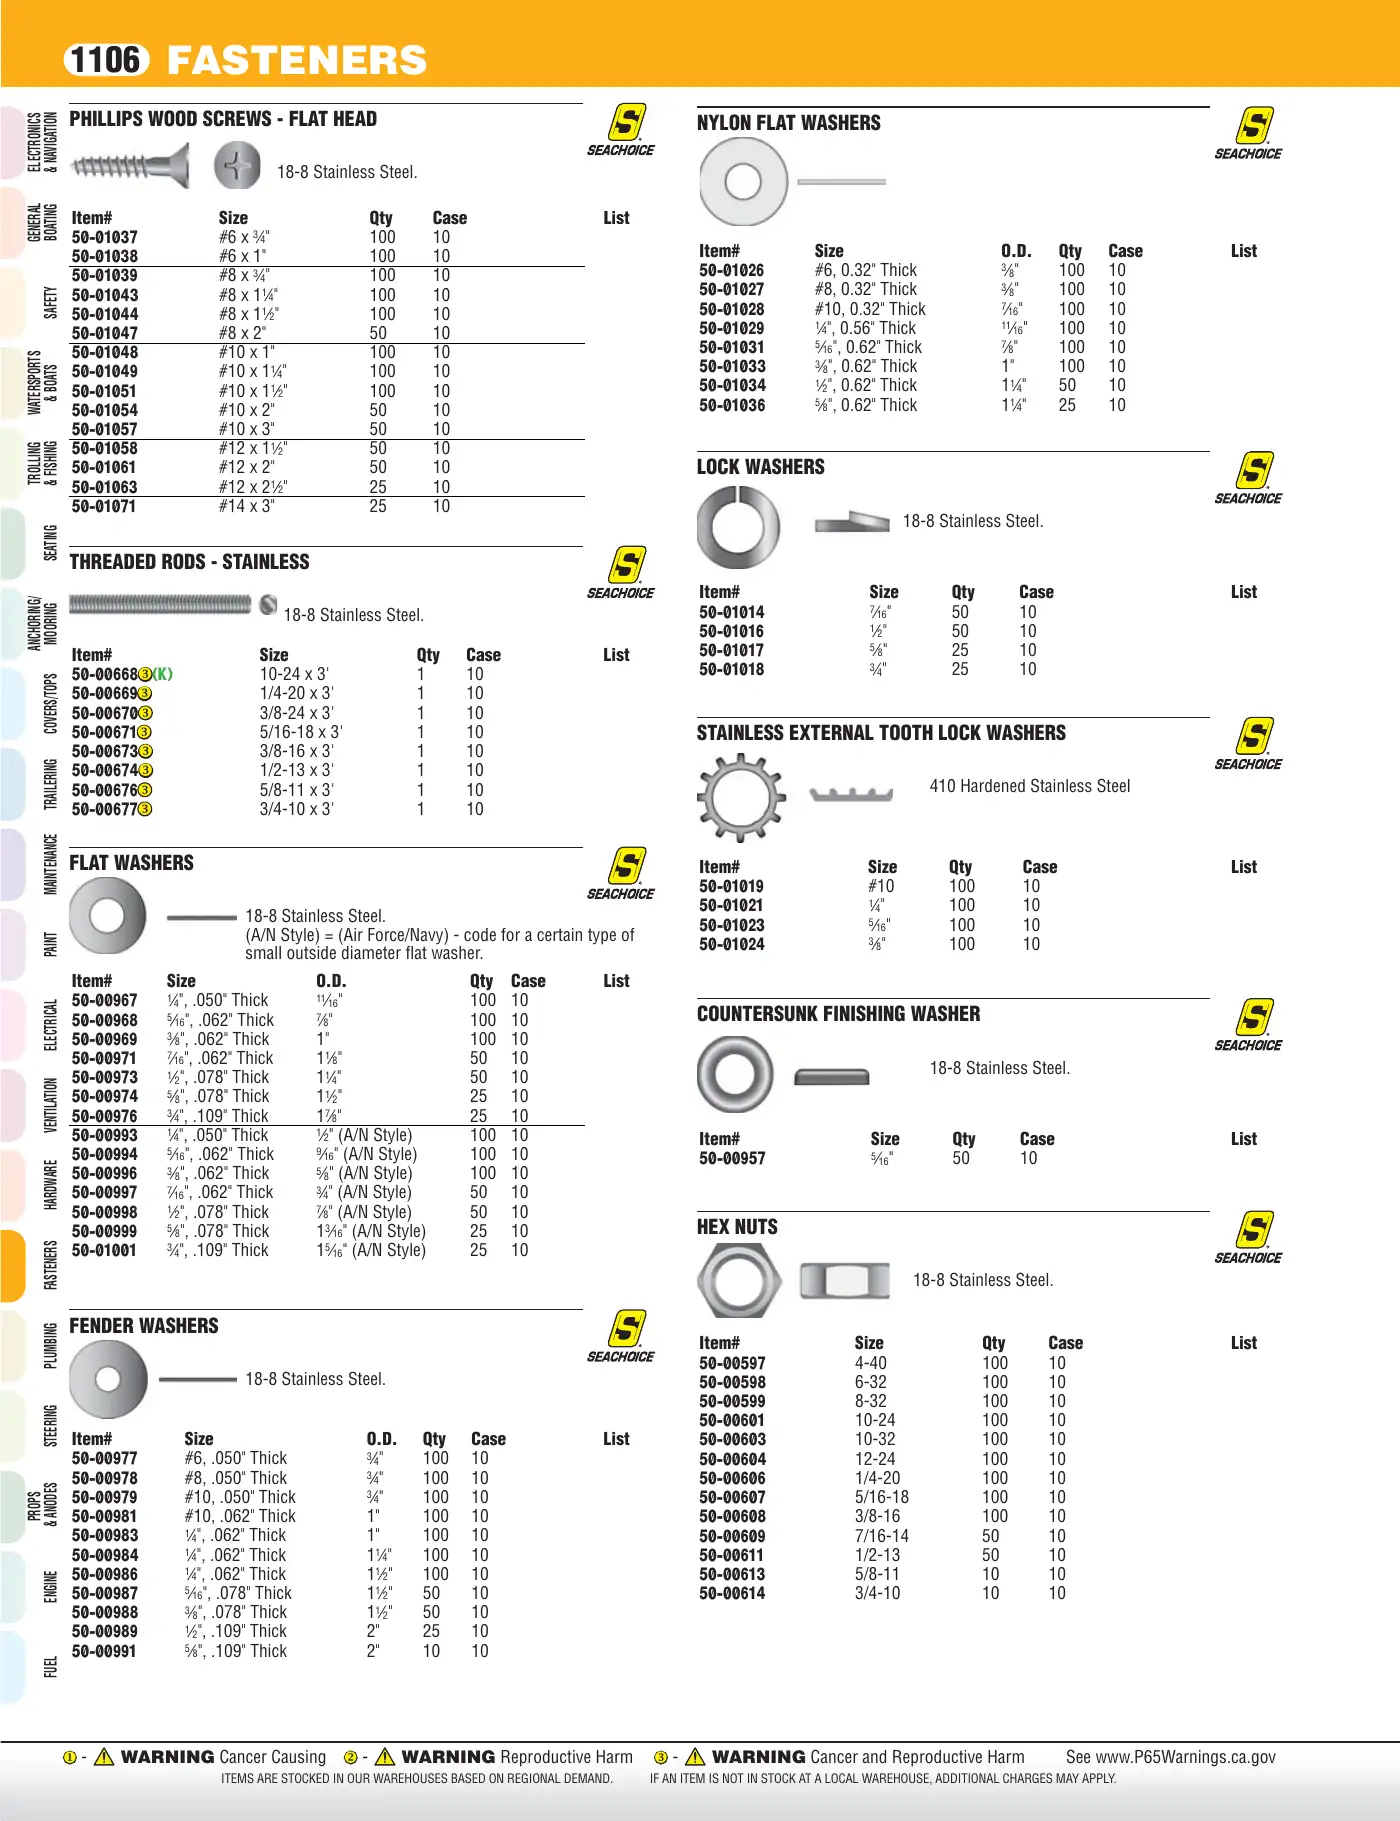 1106 FASTENERS
ELECTRONICS
& NAVIGATION
GENERAL
BOATING
SAFETY
WATERSPORTS
& BOATS
TROLLING
& FISHING
SEATING
ANCHORING/
MOORING
COVERS/TOPS
TRAILERING
MAINTENANCE
PAINT
ELECTRICAL
VENTILATION
HARDWARE
FASTENERS
PLUMBING
STEERING
PROPS
& ANODES
ENGINE
FUEL
PHILLIPS WOOD SCREWS - FLAT HEAD
SEACHOICE
18-8 Stainless Steel.
Item# Size Qty Case List
50-01037 #6 x ¾" 100 10
50-01038 #6 x 1" 100 10
50-01039 #8 x ¾" 100 10
50-01043 #8 x 1¼" 100 10
50-01044 #8 x 1½" 100 10
50-01047 #8 x 2" 50 10
50-01048 #10 x 1" 100 10
50-01049 #10 x 1¼" 100 10
50-01051 #10 x 1½" 100 10
50-01054 #10 x 2" 50 10
50-01057 #10 x 3" 50 10
50-01058 #12 x 1½" 50 10
50-01061 #12 x 2" 50 10
50-01063 #12 x 2½" 25 10
50-01071 #14 x 3" 25 10
THREADED RODS - STAINLESS
SEACHOICE
18-8 Stainless Steel.
Item# Size Qty Case List
50-00668 3 (K) 10-24 x 3' 1 10
50-00669 3 1/4-20 x 3' 1 10
50-00670 3 3/8-24 x 3' 1 10
50-00671 3 5/16-18 x 3' 1 10
50-00673 3 3/8-16 x 3' 1 10
50-00674 3 1/2-13 x 3' 1 10
50-00676 3 5/8-11 x 3' 1 10
50-00677 3 3/4-10 x 3' 1 10
FLAT WASHERS
SEACHOICE
18-8 Stainless Steel.
(A/N Style) = (Air Force/Navy) - code for a certain type of
small outside diameter flat washer.
Item# Size O.D. Qty Case List
50-00967 ¼", .050" Thick 11⁄16" 100 10
50-00968 5⁄16", .062" Thick ⅞" 100 10
50-00969 ⅜", .062" Thick 1" 100 10
50-00971 7⁄16", .062" Thick 1⅛" 50 10
50-00973 ½", .078" Thick 1¼" 50 10
50-00974 ⅝", .078" Thick 1½" 25 10
50-00976 ¾", .109" Thick 1⅞" 25 10
50-00993 ¼", .050" Thick ½" (A/N Style) 100 10
50-00994 5⁄16", .062" Thick 9⁄16" (A/N Style) 100 10
50-00996 ⅜", .062" Thick ⅝" (A/N Style) 100 10
50-00997 7⁄16", .062" Thick ¾" (A/N Style) 50 10
50-00998 ½", .078" Thick ⅞" (A/N Style) 50 10
50-00999 ⅝", .078" Thick 1 3⁄16" (A/N Style) 25 10
50-01001 ¾", .109" Thick 1 5⁄16" (A/N Style) 25 10
FENDER WASHERS
SEACHOICE
18-8 Stainless Steel.
Item# Size O.D. Qty Case List
50-00977 #6, .050" Thick ¾" 100 10
50-00978 #8, .050" Thick ¾" 100 10
50-00979 #10, .050" Thick ¾" 100 10
50-00981 #10, .062" Thick 1" 100 10
50-00983 ¼", .062" Thick 1" 100 10
50-00984 ¼", .062" Thick 1¼" 100 10
50-00986 ¼", .062" Thick 1½" 100 10
50-00987 5⁄16", .078" Thick 1½" 50 10
50-00988 ⅜", .078" Thick 1½" 50 10
50-00989 ½", .109" Thick 2" 25 10
50-00991 ⅝", .109" Thick 2" 10 10
NYLON FLAT WASHERS
SEACHOICE
Item# Size O.D. Qty Case List
50-01026 #6, 0.32" Thick ⅜" 100 10
50-01027 #8, 0.32" Thick ⅜" 100 10
50-01028 #10, 0.32" Thick 7⁄16" 100 10
50-01029 ¼", 0.56" Thick 11⁄16" 100 10
50-01031 5⁄16", 0.62" Thick ⅞" 100 10
50-01033 ⅜", 0.62" Thick 1" 100 10
50-01034 ½", 0.62" Thick 1¼" 50 10
50-01036 ⅝", 0.62" Thick 1¼" 25 10
LOCK WASHERS
SEACHOICE
18-8 Stainless Steel.
Item# Size Qty Case List
50-01014 7⁄16" 50 10
50-01016 ½" 50 10
50-01017 ⅝" 25 10
50-01018 ¾" 25 10
STAINLESS EXTERNAL TOOTH LOCK WASHERS
SEACHOICE
410 Hardened Stainless Steel
Item# Size Qty Case List
50-01019 #10 100 10
50-01021 ¼" 100 10
50-01023 5⁄16" 100 10
50-01024 ⅜" 100 10
COUNTERSUNK FINISHING WASHER
SEACHOICE
18-8 Stainless Steel.
Item# Size Qty Case List
50-00957 5⁄16" 50 10
HEX NUTS
SEACHOICE
18-8 Stainless Steel.
Item# Size Qty Case List
50-00597 4-40 100 10
50-00598 6-32 100 10
50-00599 8-32 100 10
50-00601 10-24 100 10
50-00603 10-32 100 10
50-00604 12-24 100 10
50-00606 1/4-20 100 10
50-00607 5/16-18 100 10
50-00608 3/8-16 100 10
50-00609 7/16-14 50 10
50-00611 1/2-13 50 10
50-00613 5/8-11 10 10
50-00614 3/4-10 10 10
1 - ⚠ WARNING Cancer Causing 2 - ⚠ WARNING Reproductive Harm 3 - ⚠ WARNING Cancer and Reproductive Harm See www.P65Warnings.ca.gov
ITEMS ARE STOCKED IN OUR WAREHOUSES BASED ON REGIONAL DEMAND. IF AN ITEM IS NOT IN STOCK AT A LOCAL WAREHOUSE, ADDITIONAL CHARGES MAY APPLY.